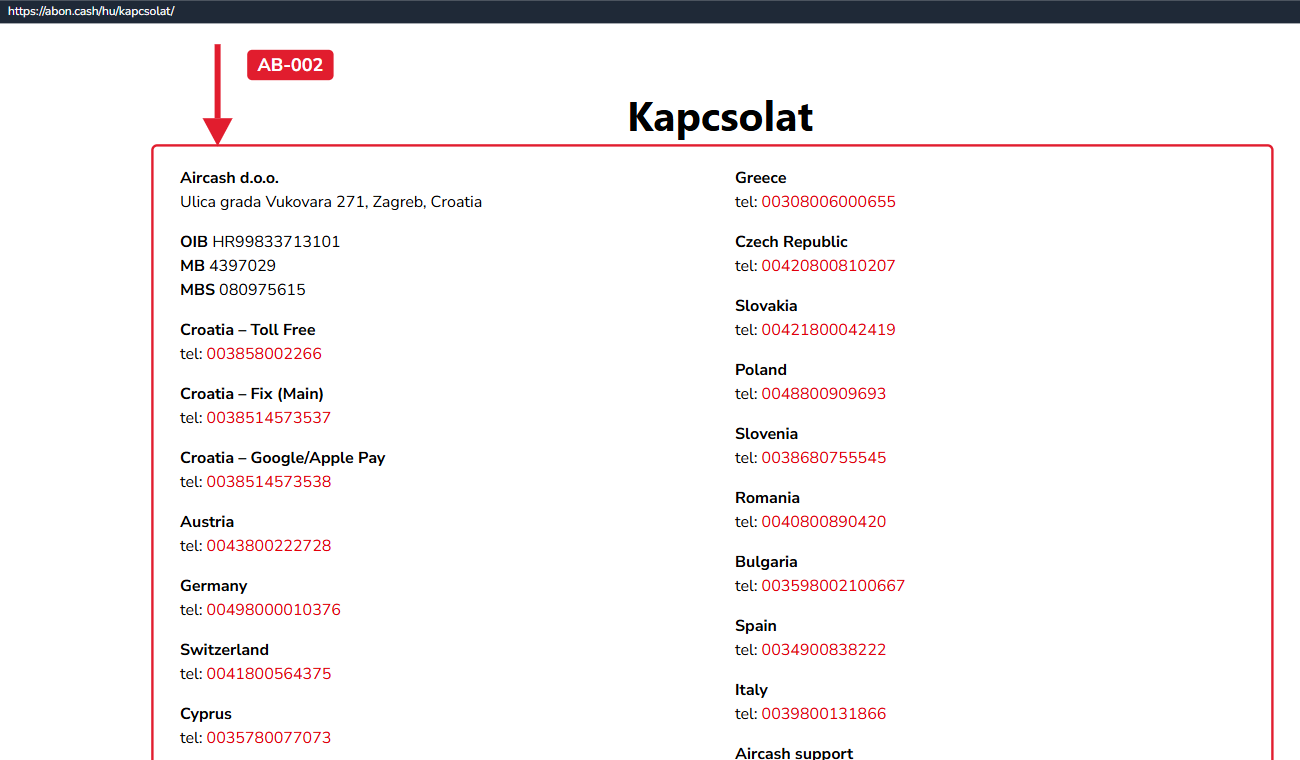 https://abon.cash/hu/kapcsolat/
AB-002
Kapcsolat
Aircash d.o.o.
Ulica grada Vukovara 271, Zagreb, Croatia
OIB HR99833713101
MB 4397029
MBS 080975615
Croatia – Toll Free
tel: 003858002266
Croatia – Fix (Main)
tel: 0038514573537
Croatia – Google/Apple Pay
tel: 0038514573538
Austria
tel: 0043800222728
Germany
tel: 00498000010376
Switzerland
tel: 0041800564375
Cyprus
tel: 0035780077073
Greece
tel: 00308006000655
Czech Republic
tel: 00420800810207
Slovakia
tel: 00421800042419
Poland
tel: 0048800909693
Slovenia
tel: 0038680755545
Romania
tel: 0040800890420
Bulgaria
tel: 003598002100667
Spain
tel: 0034900838222
Italy
tel: 0039800131866
Aircash support